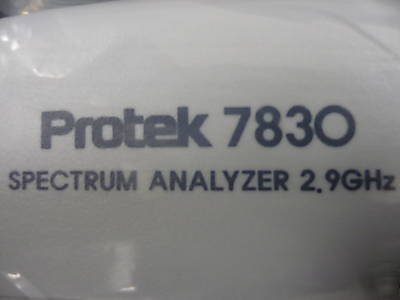 Protek 7830
SPECTRUM ANALYZER 2.9GHz